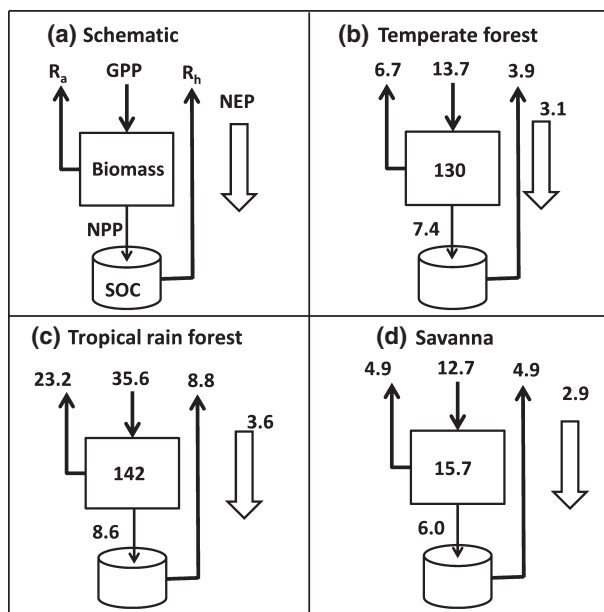 (a) Schematic
Ra GPP Rh
NEP
Biomass
NPP
SOC
(b) Temperate forest
6.7 13.7 3.9
3.1
130
7.4
(c) Tropical rain forest
23.2 35.6 8.8
3.6
142
8.6
(d) Savanna
4.9 12.7 4.9
2.9
15.7
6.0